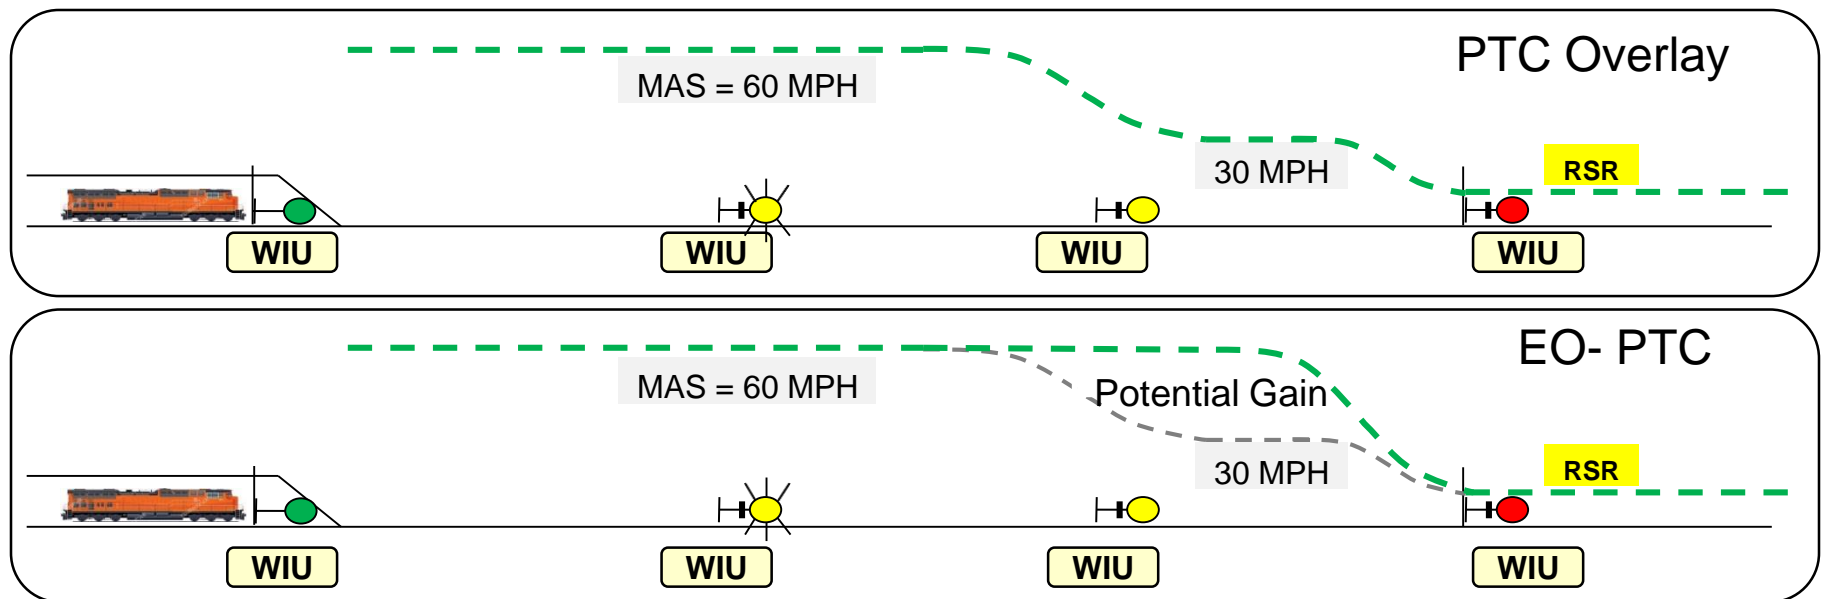 PTC Overlay
MAS = 60 MPH
30 MPH
RSR
WIU
WIU
WIU
WIU
EO- PTC
MAS = 60 MPH
Potential Gain
30 MPH
RSR
WIU
WIU
WIU
WIU